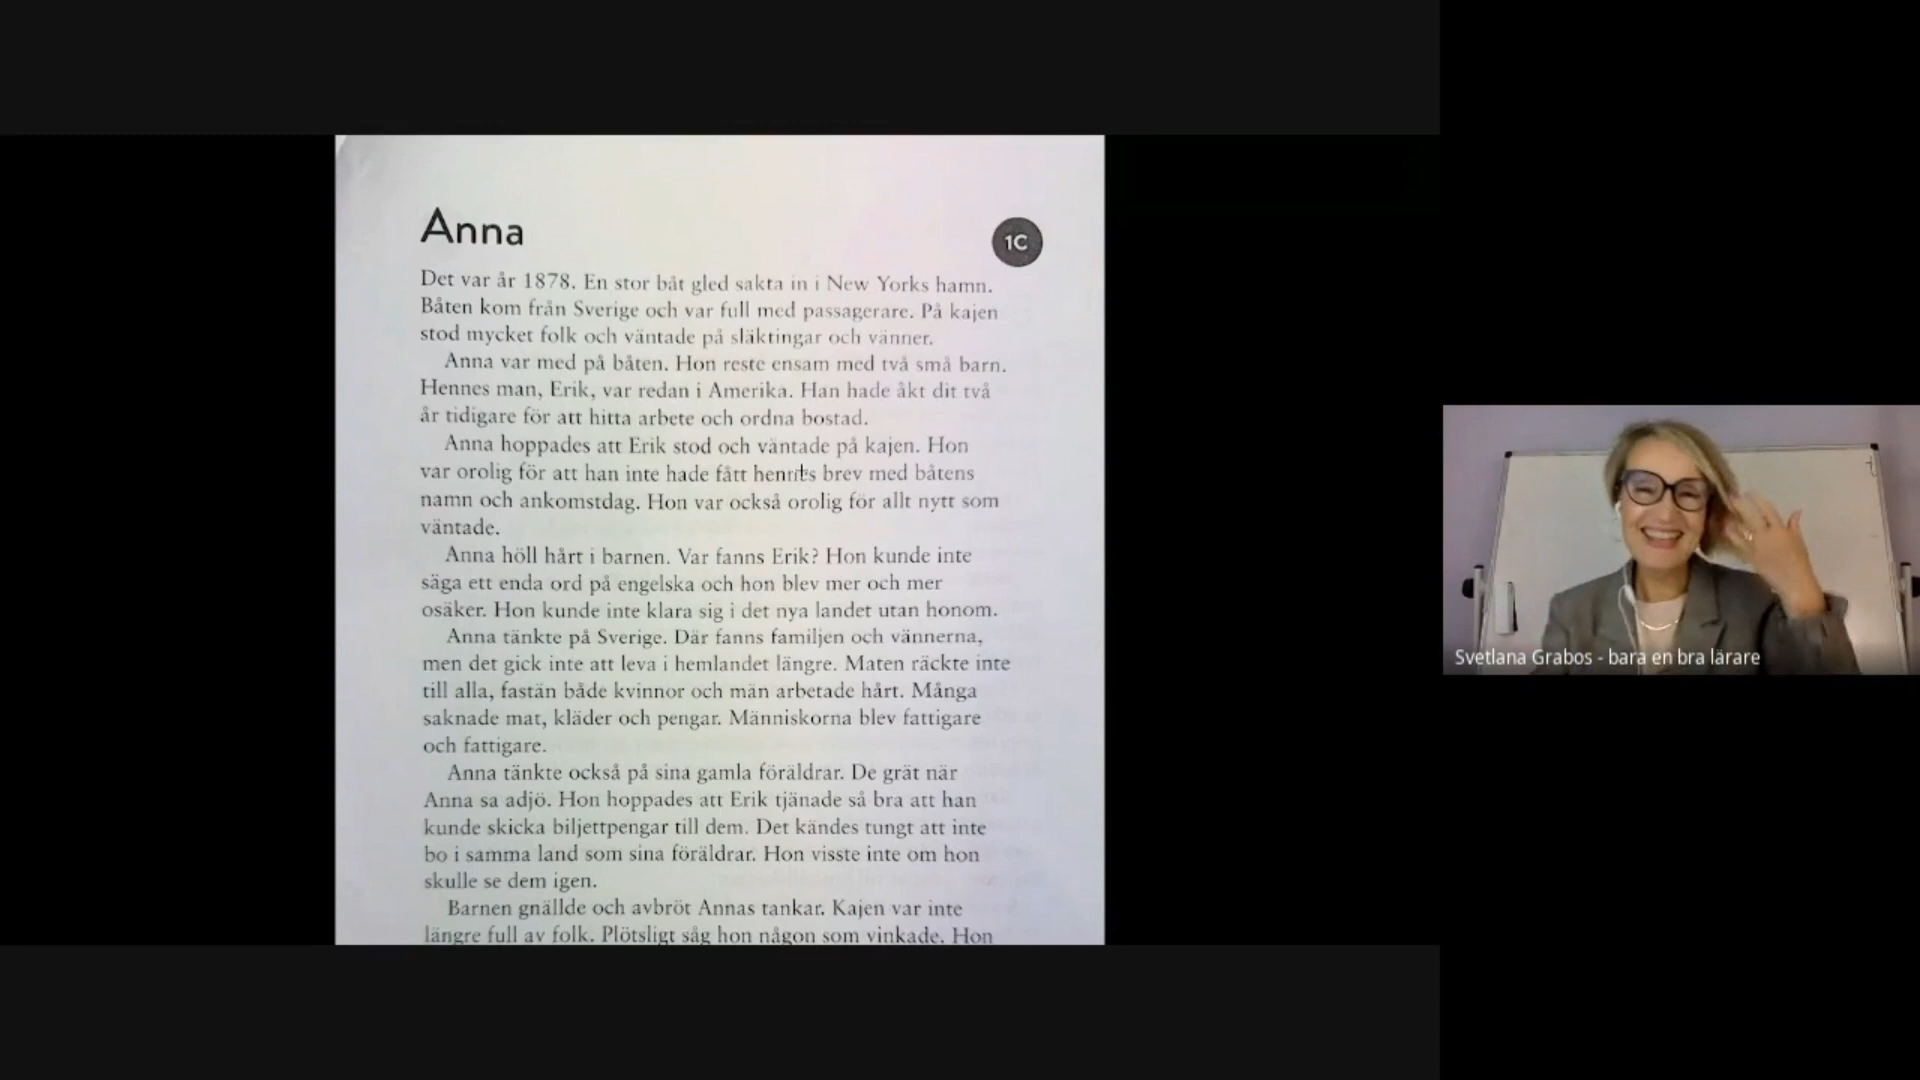 Anna
1C
Det var år 1878. En stor båt gled sakta in i New Yorks hamn.
Båten kom från Sverige och var full med passagerare. På kajen
stod mycket folk och väntade på släktingar och vänner.
Anna var med på båten. Hon reste ensam med två små barn.
Hennes man, Erik, var redan i Amerika. Han hade åkt dit två
år tidigare för att hitta arbete och ordna bostad.
Anna hoppades att Erik stod och väntade på kajen. Hon
var orolig för att han inte hade fått hennes brev med båtens
namn och ankomstdag. Hon var också orolig för allt nytt som
väntade.
Anna höll hårt i barnen. Var fanns Erik? Hon kunde inte
säga ett enda ord på engelska och hon blev mer och mer
osäker. Hon kunde inte klara sig i det nya landet utan honom.
Anna tänkte på Sverige. Där fanns familjen och vännerna,
men det gick inte att leva i hemlandet längre. Maten räckte inte
till alla, fastän både kvinnor och män arbetade hårt. Många
saknade mat, kläder och pengar. Människorna blev fattigare
och fattigare.
Anna tänkte också på sina gamla föräldrar. De grät när
Anna sa adjö. Hon hoppades att Erik tjänade så bra att han
kunde skicka biljettpengar till dem. Det kändes tungt att inte
bo i samma land som sina föräldrar. Hon visste inte om hon
skulle se dem igen.
Barnen gnällde och avbröt Annas tankar. Kajen var inte
längre full av folk. Plötsligt såg hon någon som vinkade. Hon
Svetlana Grabos - bara en bra lärare